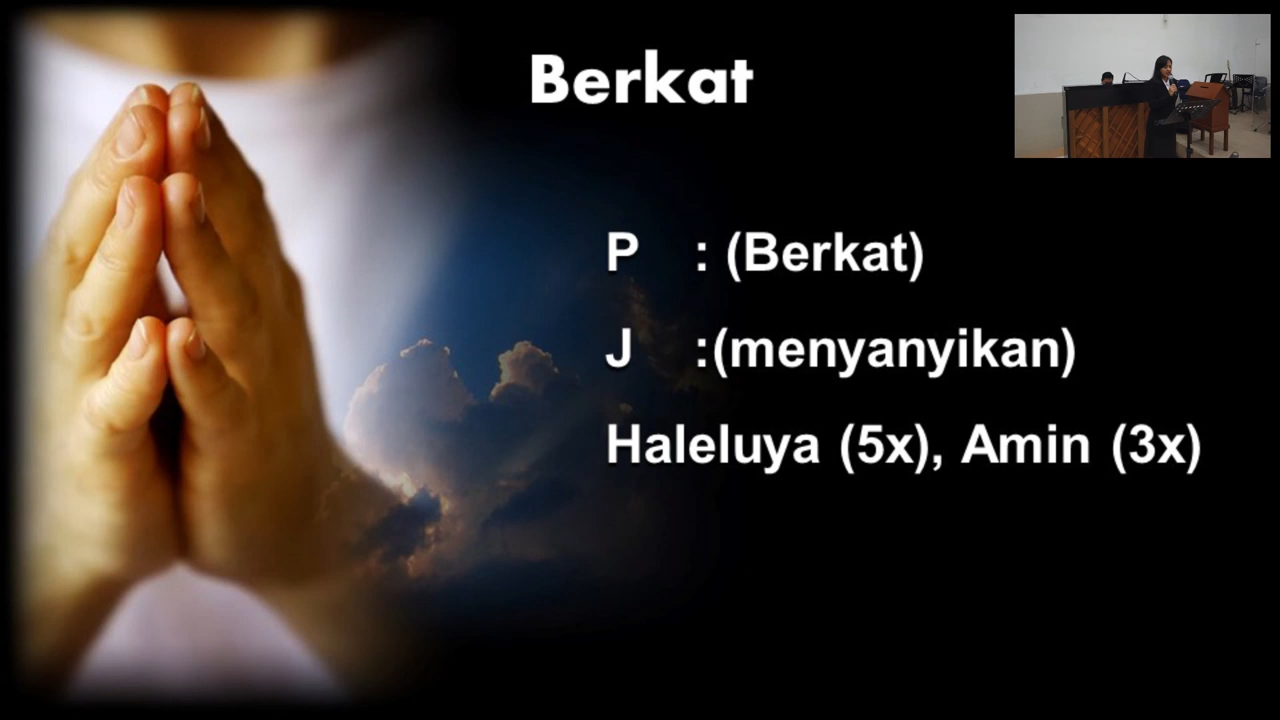 Berkat
P : (Berkat)
J :(menyanyikan)
Haleluya (5x), Amin (3x)